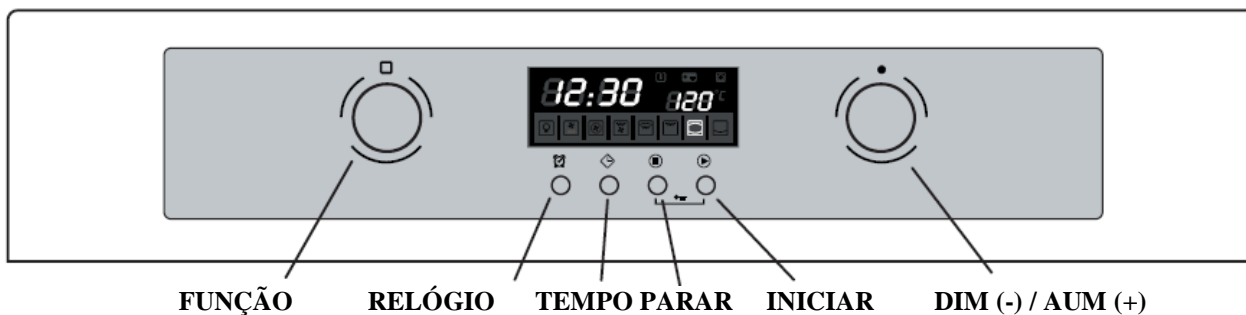 12:30
120°C
FUNÇÃO RELÓGIO TEMPO PARAR INICIAR DIM (-) / AUM (+)